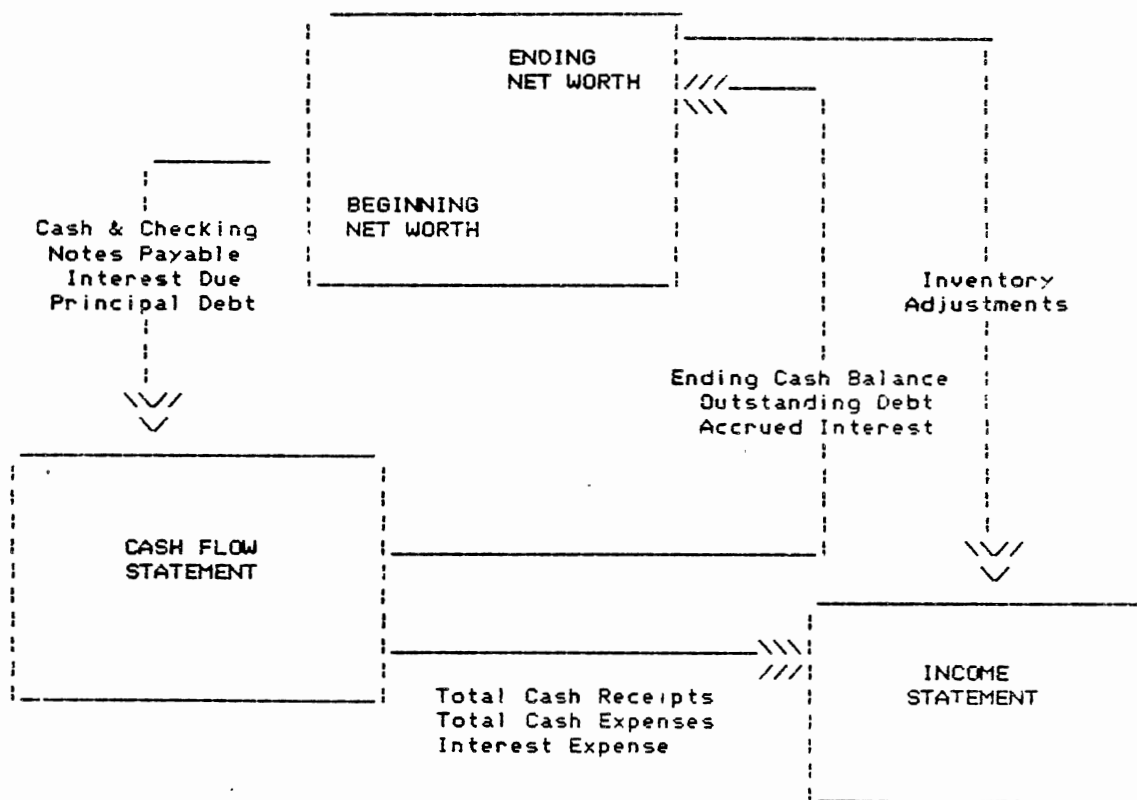 ENDING
NET WORTH
BEGINNING
NET WORTH
Cash & Checking
Notes Payable
Interest Due
Principal Debt
Inventory
Adjustments
Ending Cash Balance
Outstanding Debt
Accrued Interest
CASH FLOW
STATEMENT
INCOME
STATEMENT
Total Cash Receipts
Total Cash Expenses
Interest Expense